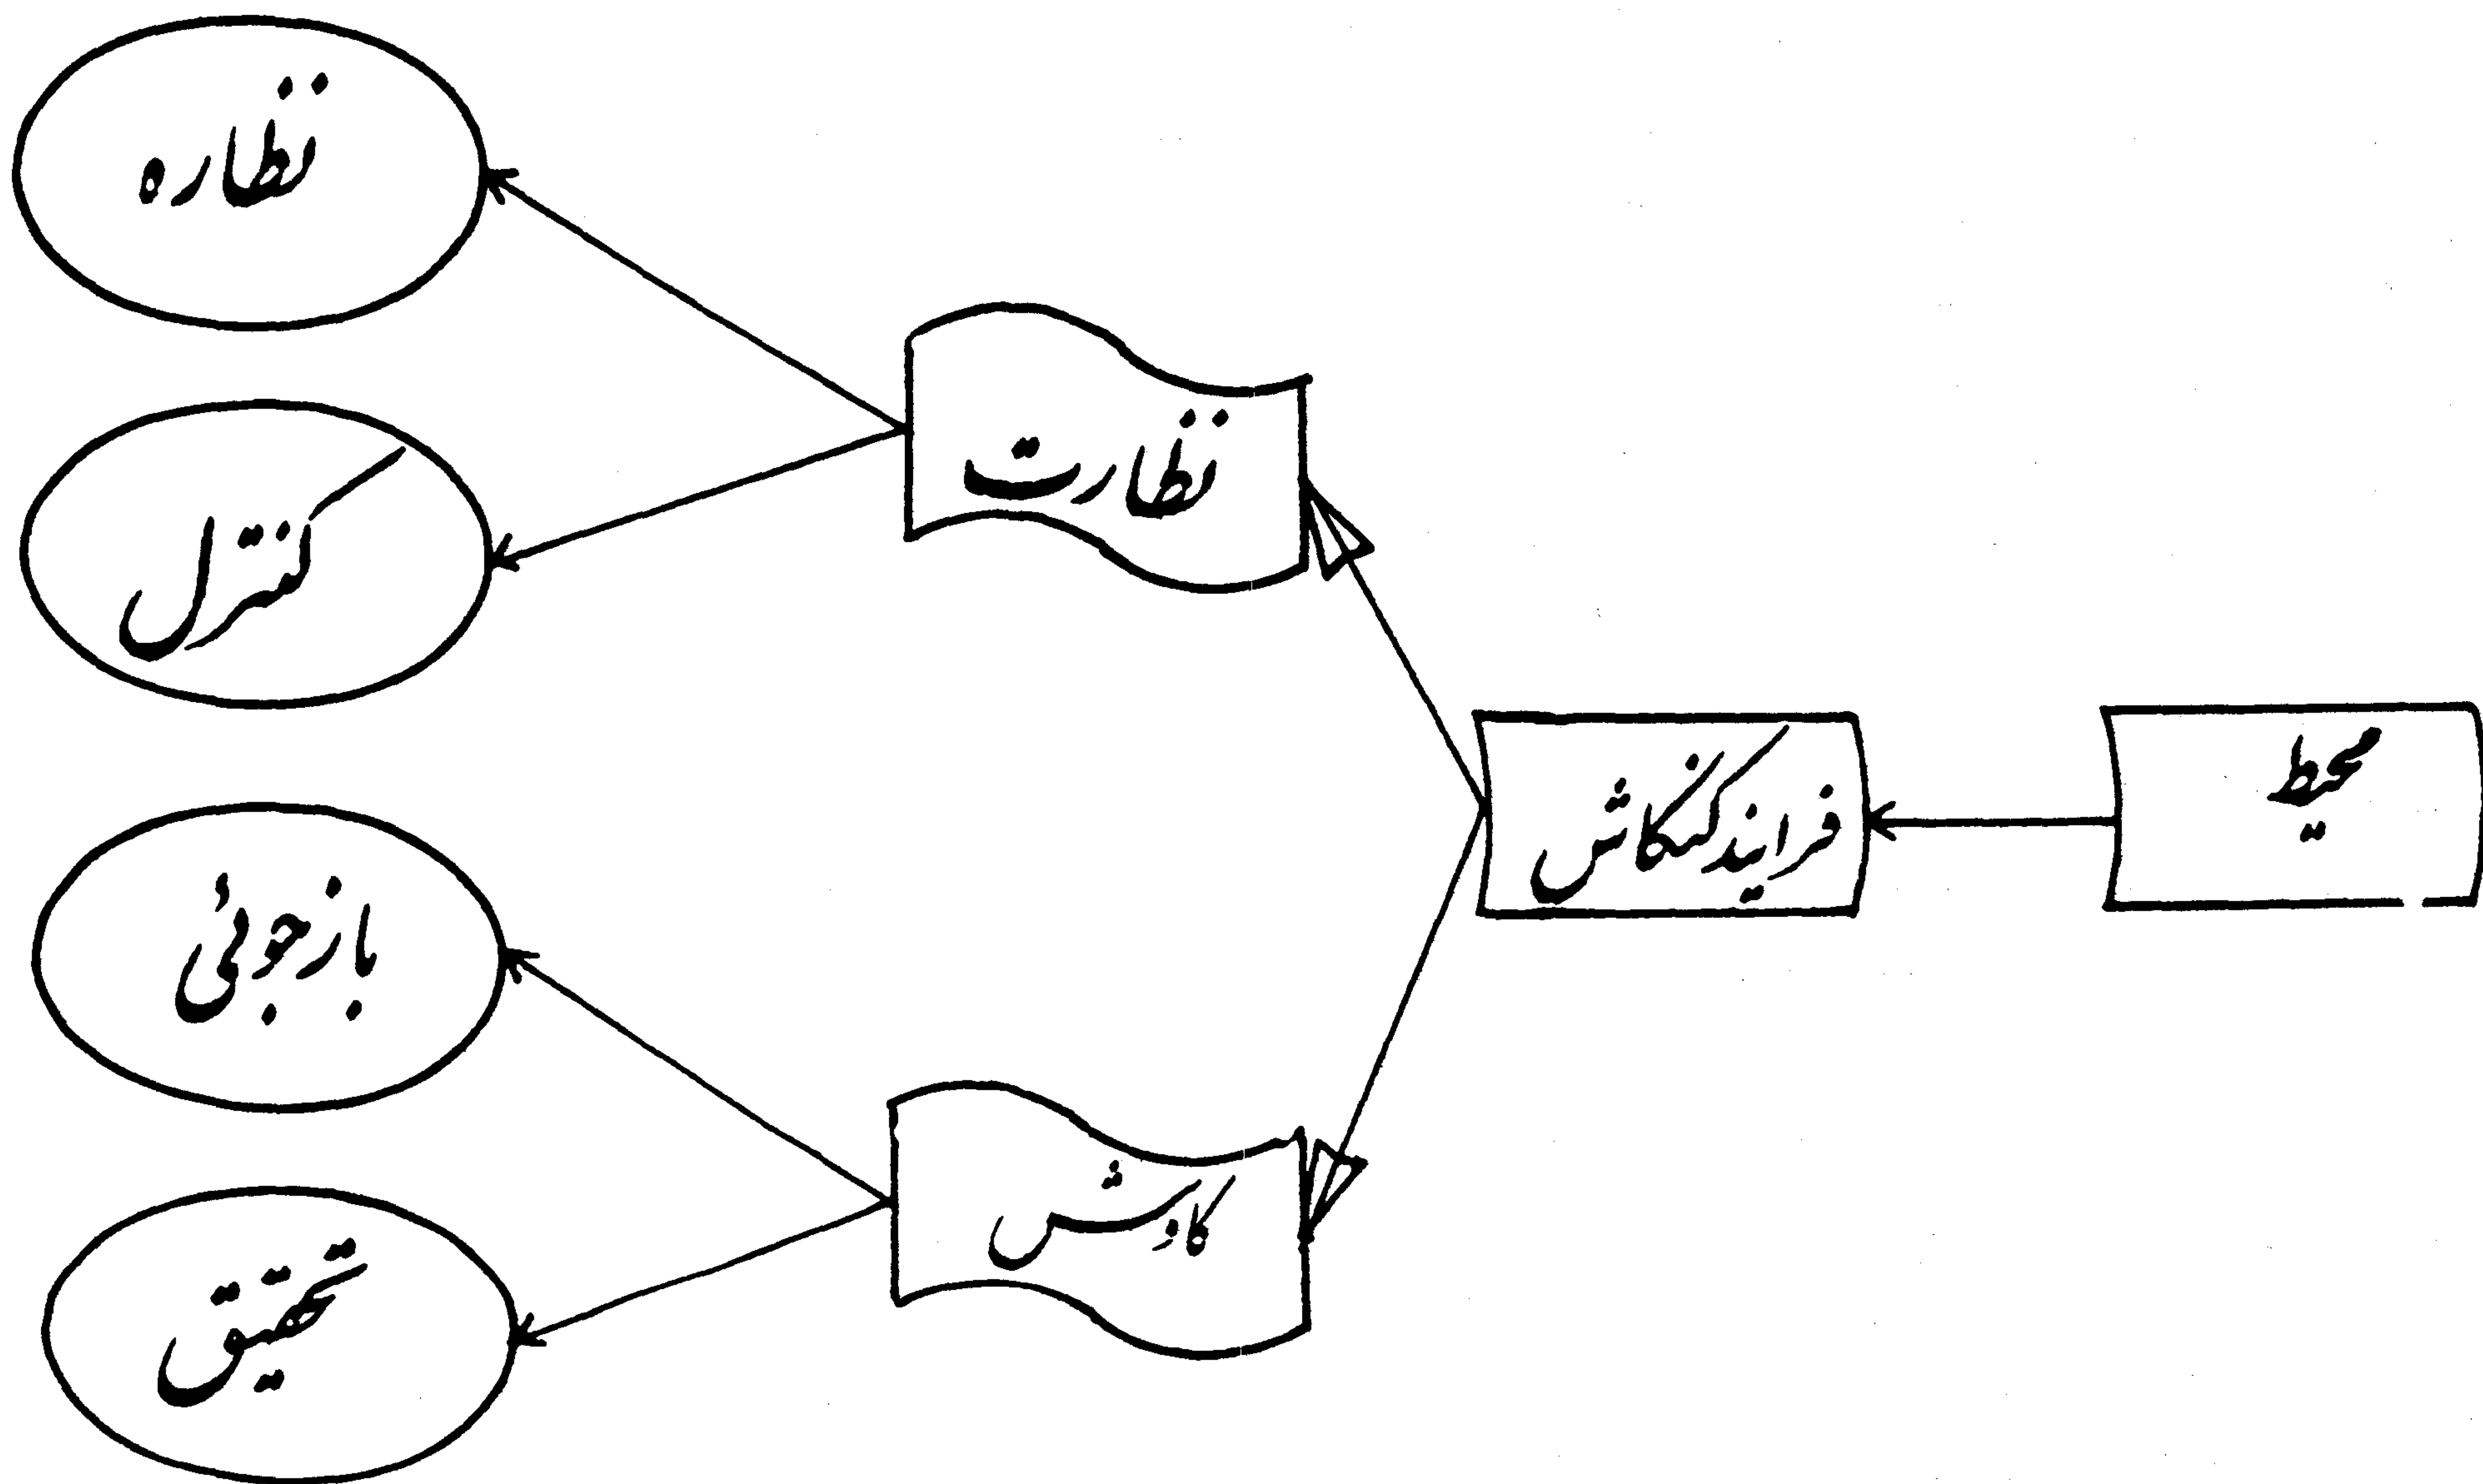 محیط
فرایند کنکاش
نظارت
کاوش
نظاره
کنترل
بازجوئی
تحقیق